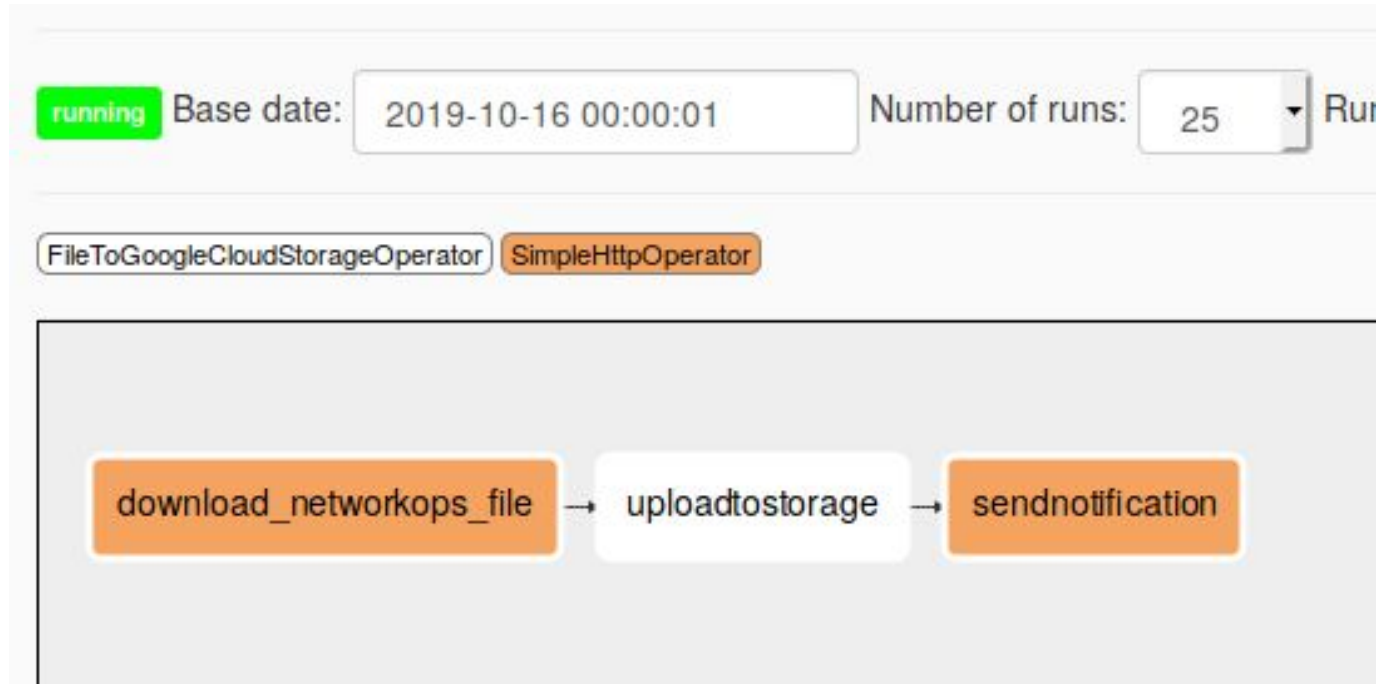 running Base date: 2019-10-16 00:00:01 Number of runs: 25
FileToGoogleCloudStorageOperator SimpleHttpOperator
download_networkops_file uploadtostorage sendnotification